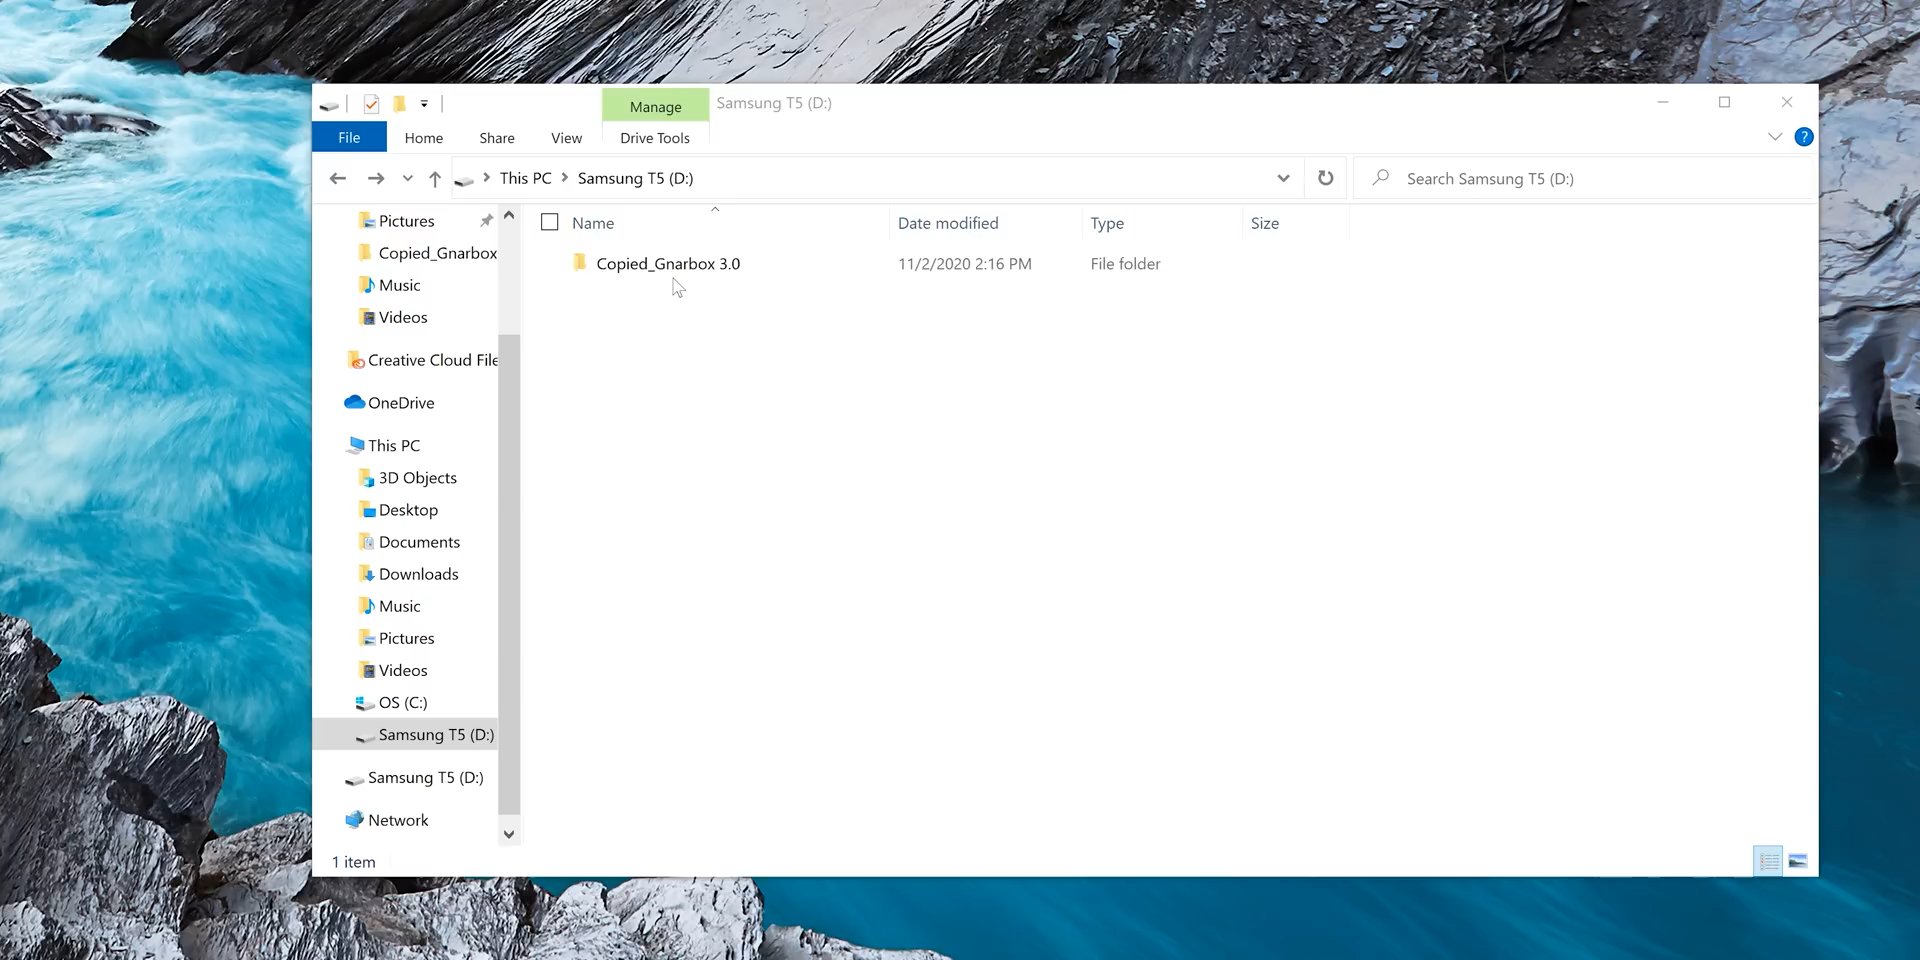 Manage
Samsung T5 (D:)
File
Home
Share
View
Drive Tools
?
This PC
Samsung T5 (D:)
Search Samsung T5 (D:)
Pictures
Copied_Gnarbox
Music
Videos
Creative Cloud File
OneDrive
This PC
3D Objects
Desktop
Documents
Downloads
Music
Pictures
Videos
OS (C:)
Samsung T5 (D:)
Samsung T5 (D:)
Network
Name
Date modified
Type
Size
Copied_Gnarbox 3.0
11/2/2020 2:16 PM
File folder
1 item